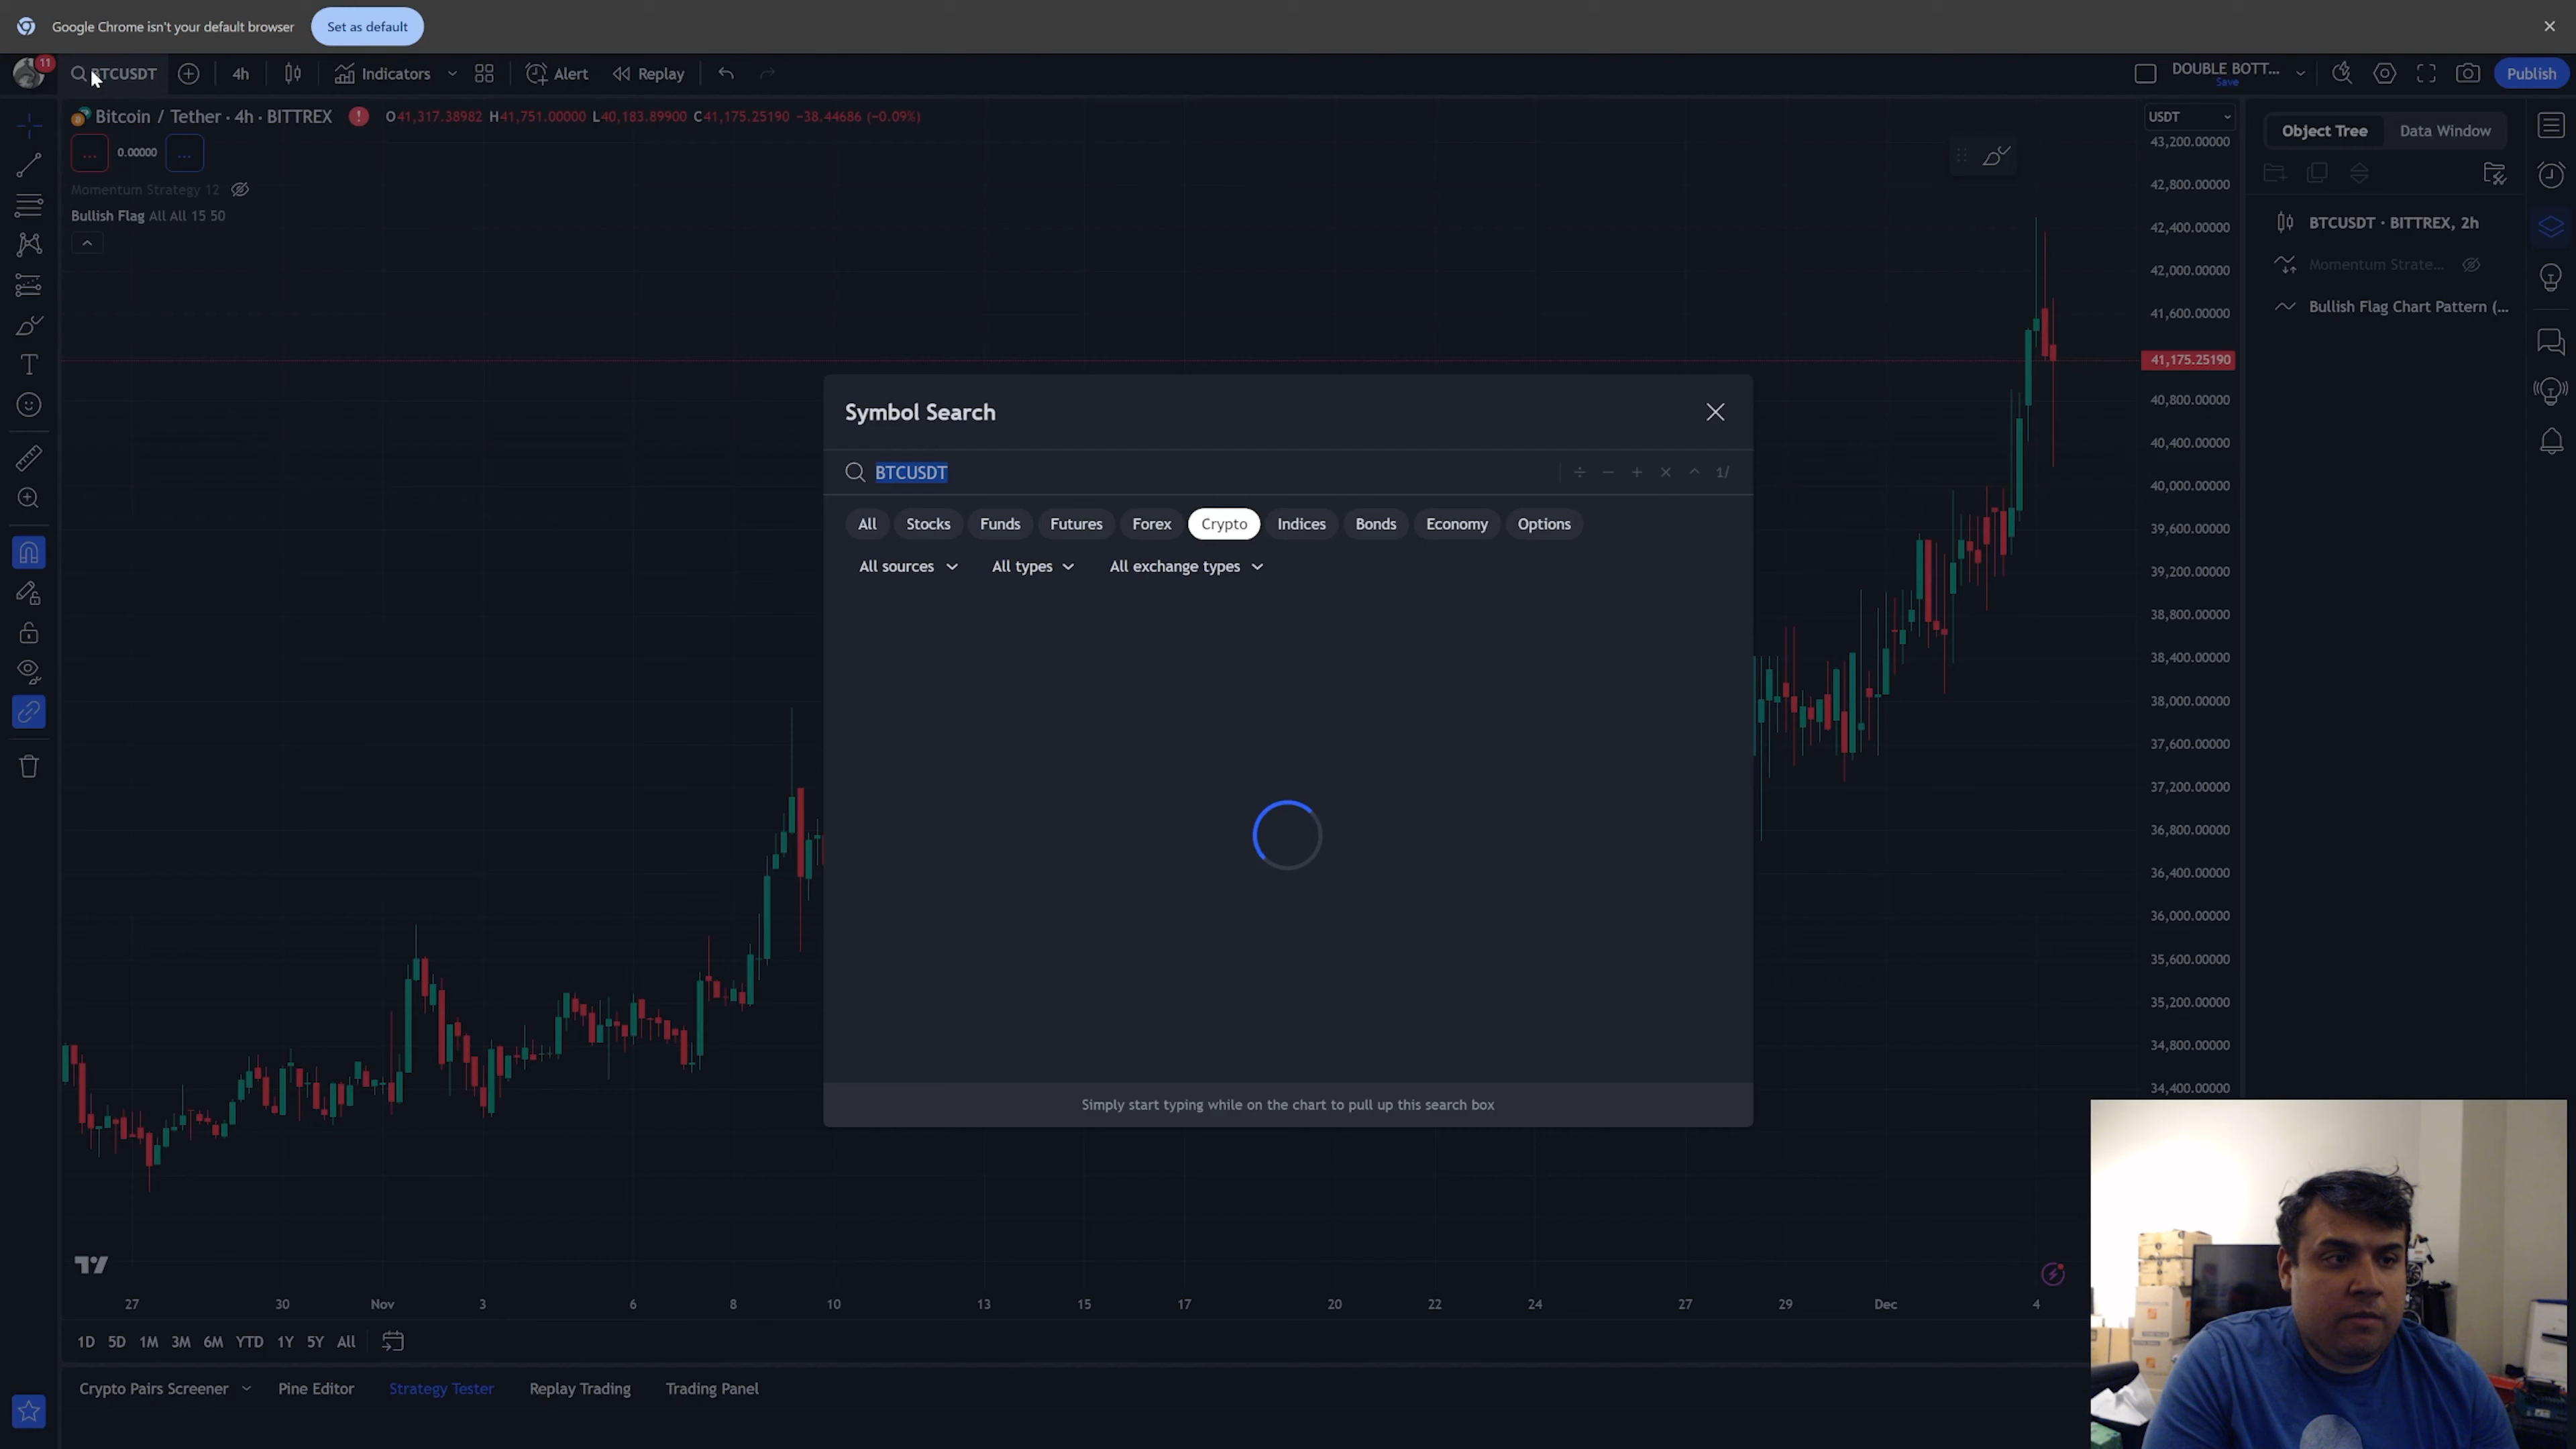 Google Chrome isn't your default browser Set as default
11 BTCUSDT 4h Indicators Alert Replay DOUBLE BOTT... Save Publish
Bitcoin / Tether · 4h · BITTREX O41,317.38982 H41,751.00000 L40,183.89900 C41,175.25190 −38.44686 (−0.09%)
... 0.00000 ...
Momentum Strategy 12
Bullish Flag All All 15 50
USDT
43,200.00000
42,800.00000
42,400.00000
42,000.00000
41,600.00000
41,175.25190
40,800.00000
40,400.00000
40,000.00000
39,600.00000
39,200.00000
38,800.00000
38,400.00000
38,000.00000
37,600.00000
37,200.00000
36,800.00000
36,400.00000
36,000.00000
35,600.00000
35,200.00000
34,800.00000
34,400.00000
Object Tree Data Window
BTCUSDT · BITTREX, 2h
Momentum Strate...
Bullish Flag Chart Pattern (...
Symbol Search
BTCUSDT ÷ − + × ^ 1/
All Stocks Funds Futures Forex Crypto Indices Bonds Economy Options
All sources All types All exchange types
Simply start typing while on the chart to pull up this search box
27 30 Nov 3 6 8 10 13 15 17 20 22 24 27 29 Dec 4
1D 5D 1M 3M 6M YTD 1Y 5Y All
Crypto Pairs Screener Pine Editor Strategy Tester Replay Trading Trading Panel